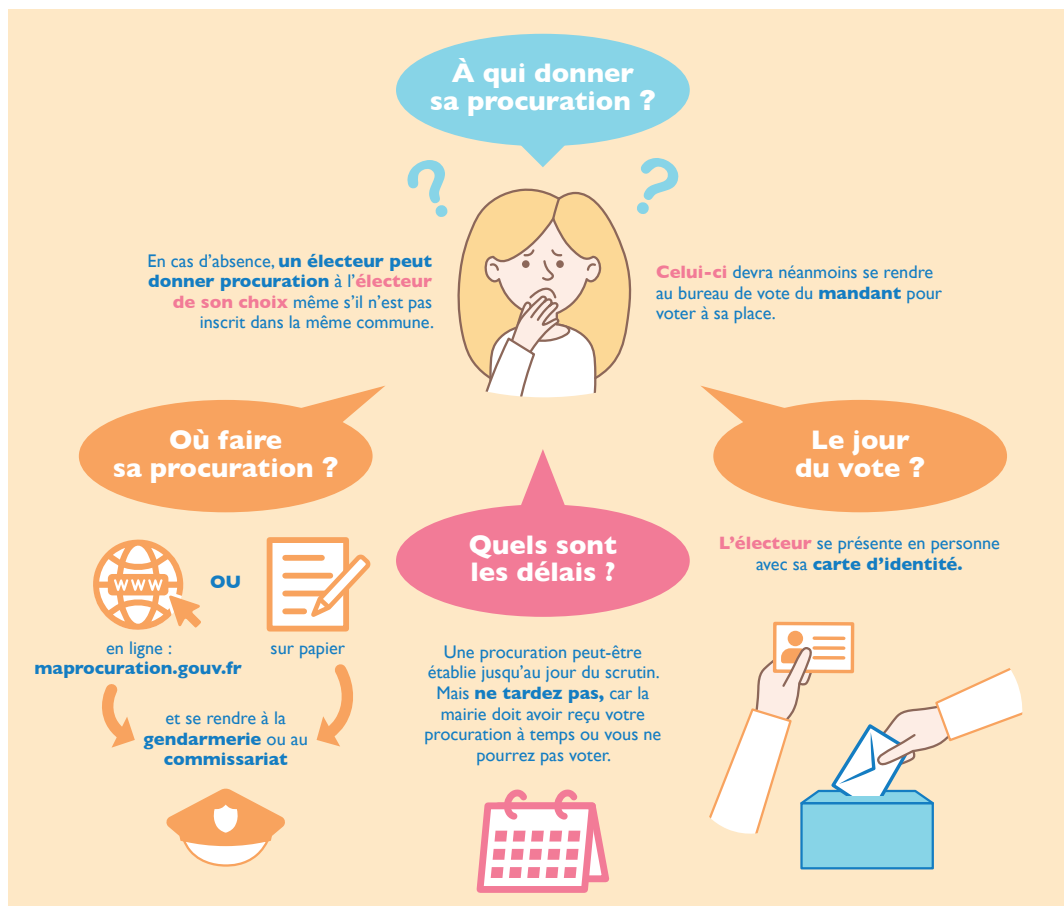 À qui donner
sa procuration ?
En cas d'absence, un électeur peut
donner procuration à l'électeur
de son choix même s'il n'est pas
inscrit dans la même commune.
Celui-ci devra néanmoins se rendre
au bureau de vote du mandant pour
voter à sa place.
Où faire
sa procuration ?
WWW
OU
en ligne :
maprocuration.gouv.fr
sur papier
et se rendre à la
gendarmerie ou au
commissariat
Quels sont
les délais ?
Une procuration peut-être
établie jusqu'au jour du scrutin.
Mais ne tardez pas, car la
mairie doit avoir reçu votre
procuration à temps ou vous ne
pourrez pas voter.
Le jour
du vote ?
L'électeur se présente en personne
avec sa carte d'identité.